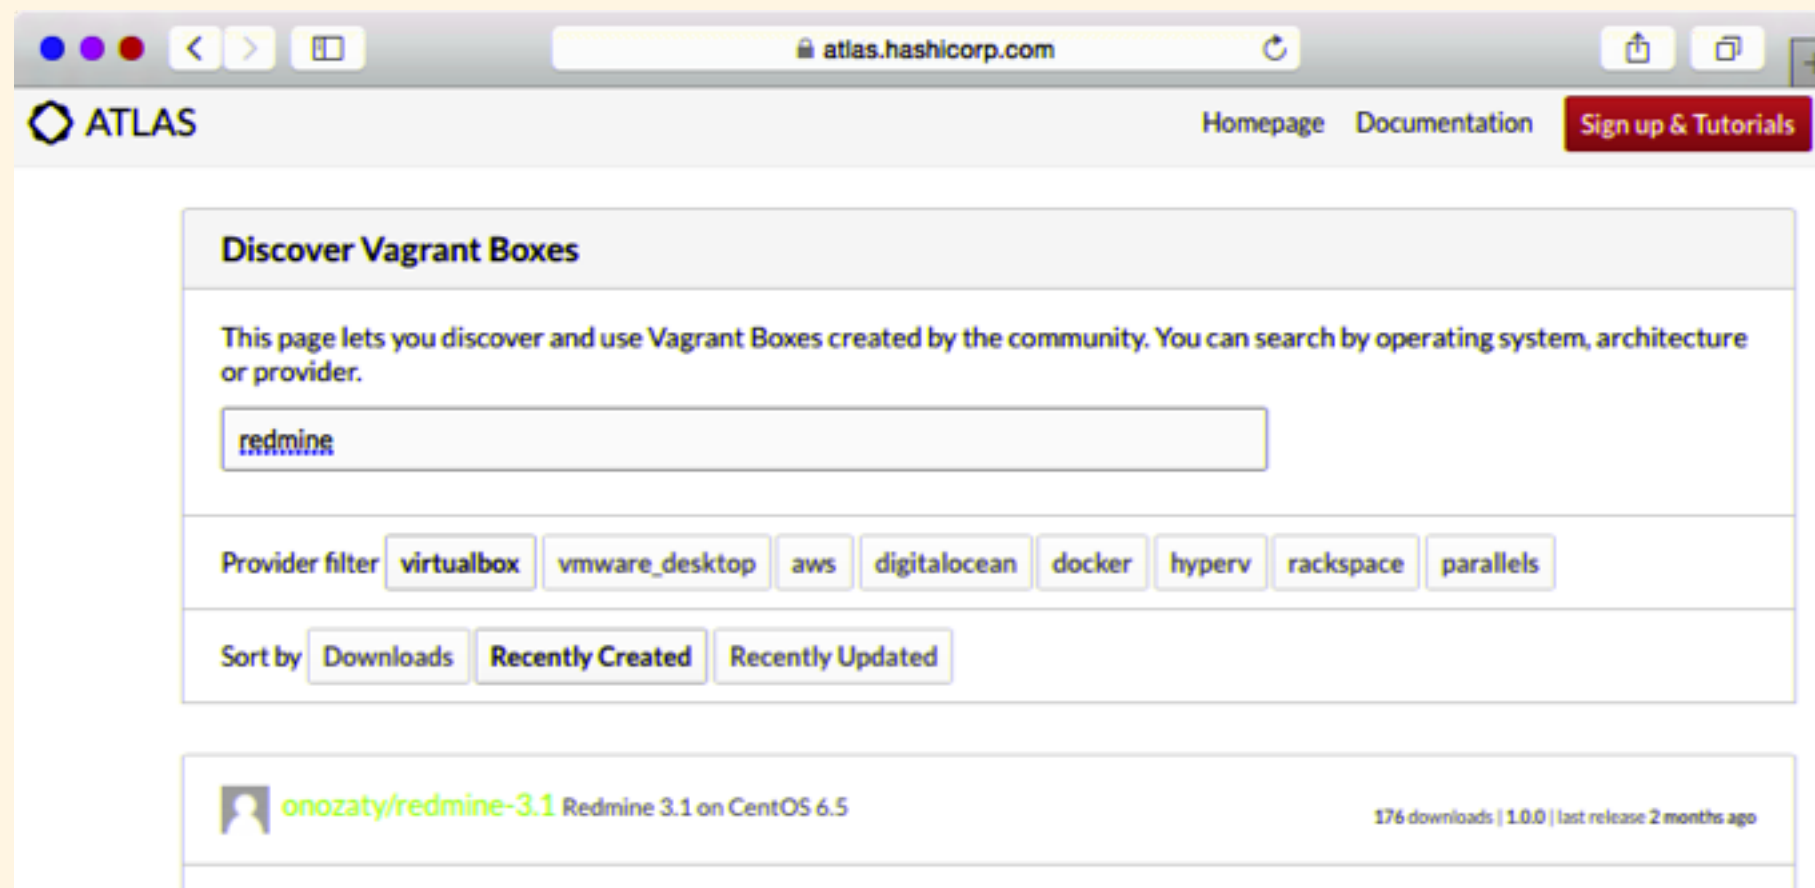 atlas.hashicorp.com
ATLAS
Homepage Documentation Sign up & Tutorials
Discover Vagrant Boxes
This page lets you discover and use Vagrant Boxes created by the community. You can search by operating system, architecture
or provider.
redmine
Provider filter virtualbox vmware_desktop aws digitalocean docker hyperv rackspace parallels
Sort by Downloads Recently Created Recently Updated
onozaty/redmine-3.1 Redmine 3.1 on CentOS 6.5
176 downloads | 1.0.0 | last release 2 months ago